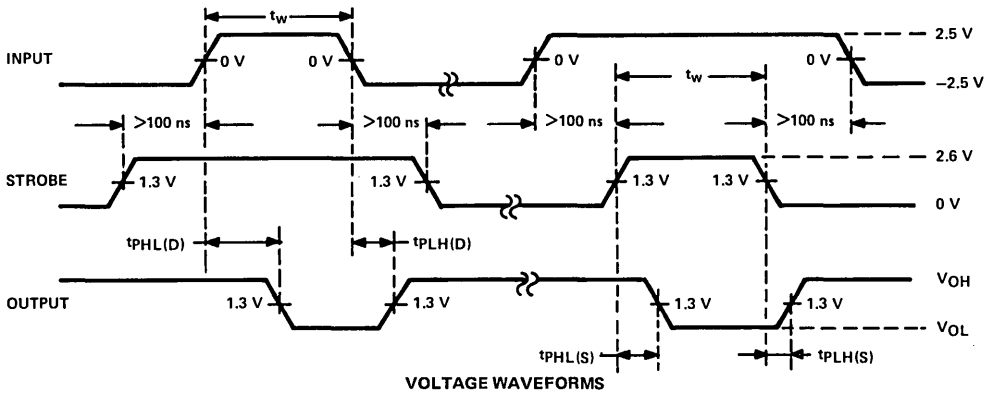 tw
INPUT
0 V
0 V
0 V
0 V
2.5 V
−2.5 V
tw
>100 ns
>100 ns
>100 ns
>100 ns
STROBE
1.3 V
1.3 V
1.3 V
1.3 V
2.6 V
0 V
tPHL(D)
tPLH(D)
OUTPUT
1.3 V
1.3 V
1.3 V
1.3 V
VOH
VOL
tPHL(S)
tPLH(S)
VOLTAGE WAVEFORMS